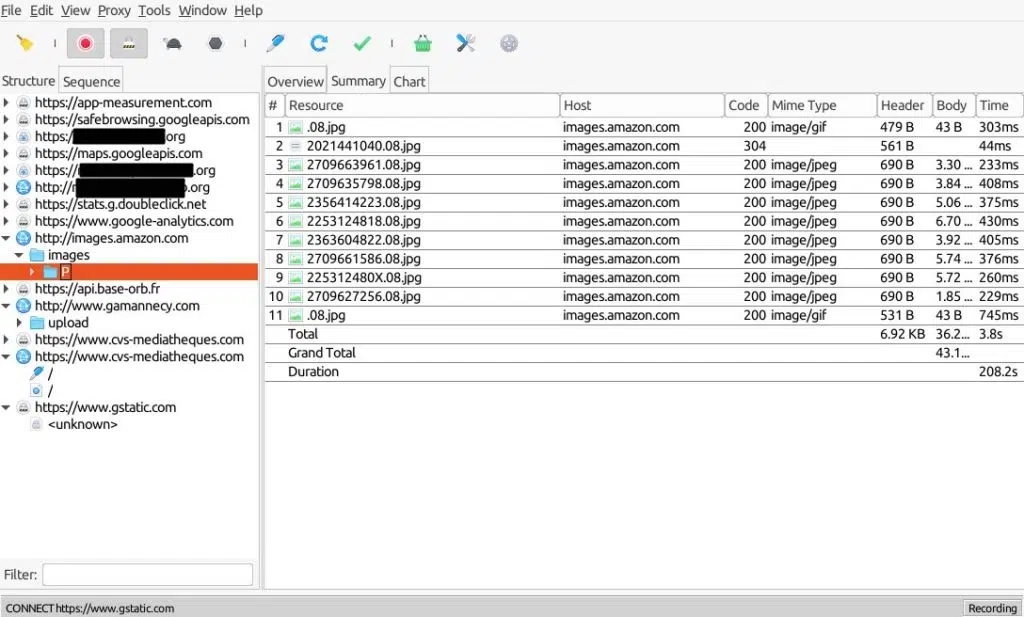 File Edit View Proxy Tools Window Help
Structure Sequence
Overview Summary Chart
https://app-measurement.com
https://safebrowsing.googleapis.com
https: .org
https://maps.googleapis.com
https:// .org
http:// .org
https://stats.g.doubleclick.net
https://www.google-analytics.com
http://images.amazon.com
images
P
https://api.base-orb.fr
http://www.gamannecy.com
upload
https://www.cvs-mediatheques.com
http://www.cvs-mediatheques.com
/
/
https://www.gstatic.com
<unknown>
Filter:
# Resource Host Code Mime Type Header Body Time
1 .08.jpg images.amazon.com 200 image/gif 479 B 43 B 303ms
2 2021441040.08.jpg images.amazon.com 304 561 B 44ms
3 2709663961.08.jpg images.amazon.com 200 image/jpeg 690 B 3.30 ... 233ms
4 2709635798.08.jpg images.amazon.com 200 image/jpeg 690 B 3.84 ... 408ms
5 2356414223.08.jpg images.amazon.com 200 image/jpeg 690 B 5.06 ... 375ms
6 2253124818.08.jpg images.amazon.com 200 image/jpeg 690 B 6.70 ... 430ms
7 2363604822.08.jpg images.amazon.com 200 image/jpeg 690 B 3.92 ... 405ms
8 2709661586.08.jpg images.amazon.com 200 image/jpeg 690 B 5.74 ... 376ms
9 225312480X.08.jpg images.amazon.com 200 image/jpeg 690 B 5.72 ... 260ms
10 2709627256.08.jpg images.amazon.com 200 image/jpeg 690 B 1.85 ... 229ms
11 .08.jpg images.amazon.com 200 image/gif 531 B 43 B 745ms
Total 6.92 KB 36.2... 3.8s
Grand Total 43.1...
Duration 208.2s
CONNECT https://www.gstatic.com
Recording